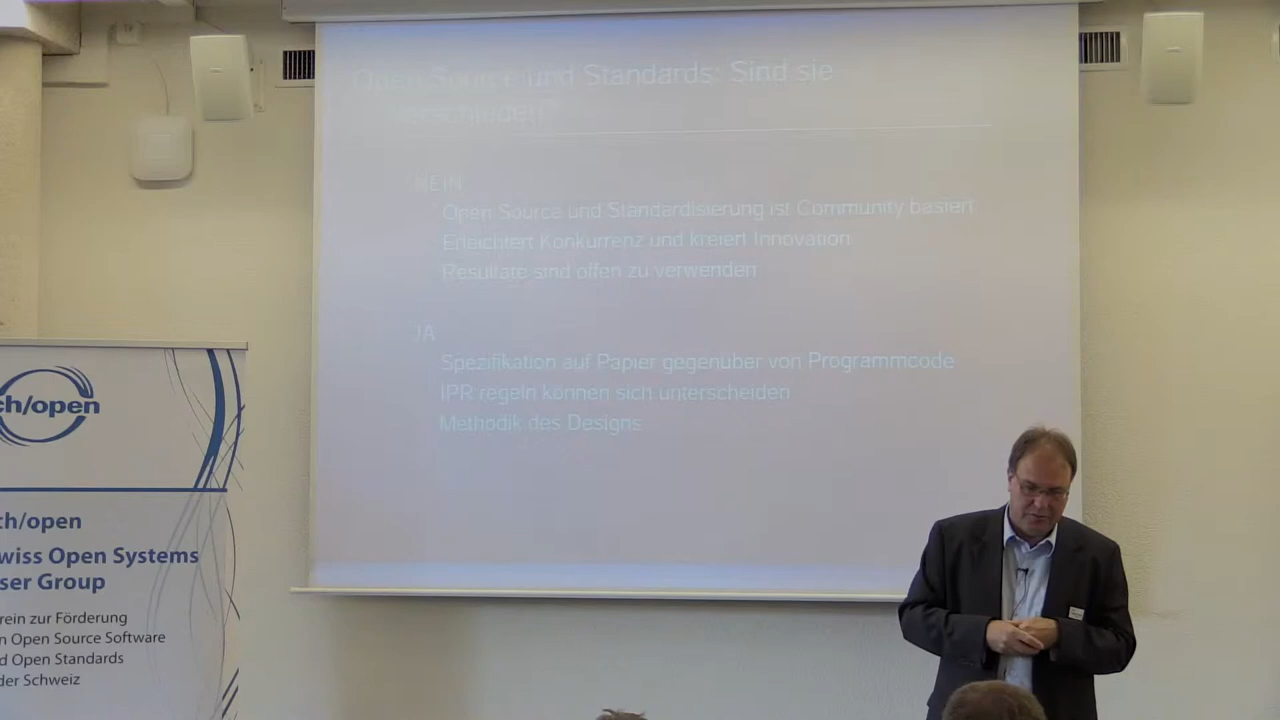 Open Source und Standards: Sind sie
verschieden?
NEIN
Open Source und Standardisierung ist Community basiert
Erleichtert Konkurrenz und kreiert Innovation
Resultate sind offen zu verwenden
JA
Spezifikation auf Papier gegenüber von Programmcode
IPR regeln können sich unterscheiden
Methodik des Designs
ch/open
ch/open
wiss Open Systems
ser Group
rein zur Förderung
n Open Source Software
d Open Standards
der Schweiz